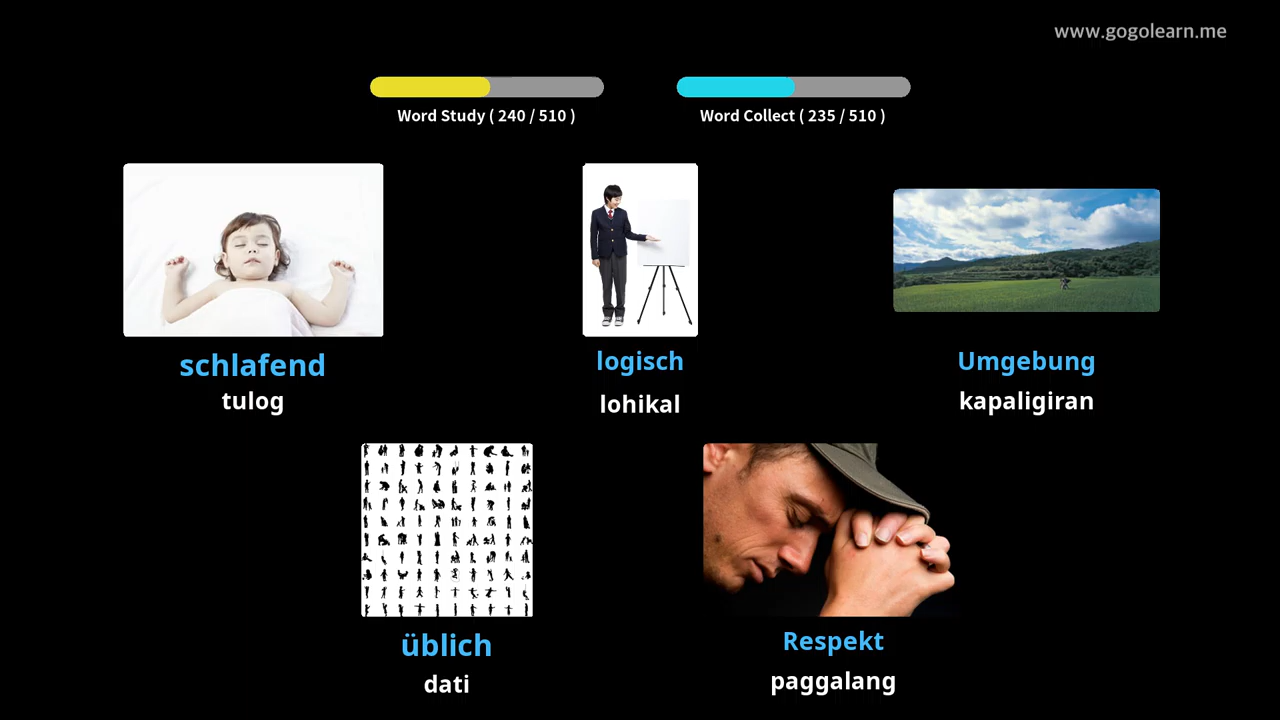 www.gogolearn.me
Word Study ( 240 / 510 )
Word Collect ( 235 / 510 )
schlafend
tulog
logisch
lohikal
Umgebung
kapaligiran
üblich
dati
Respekt
paggalang